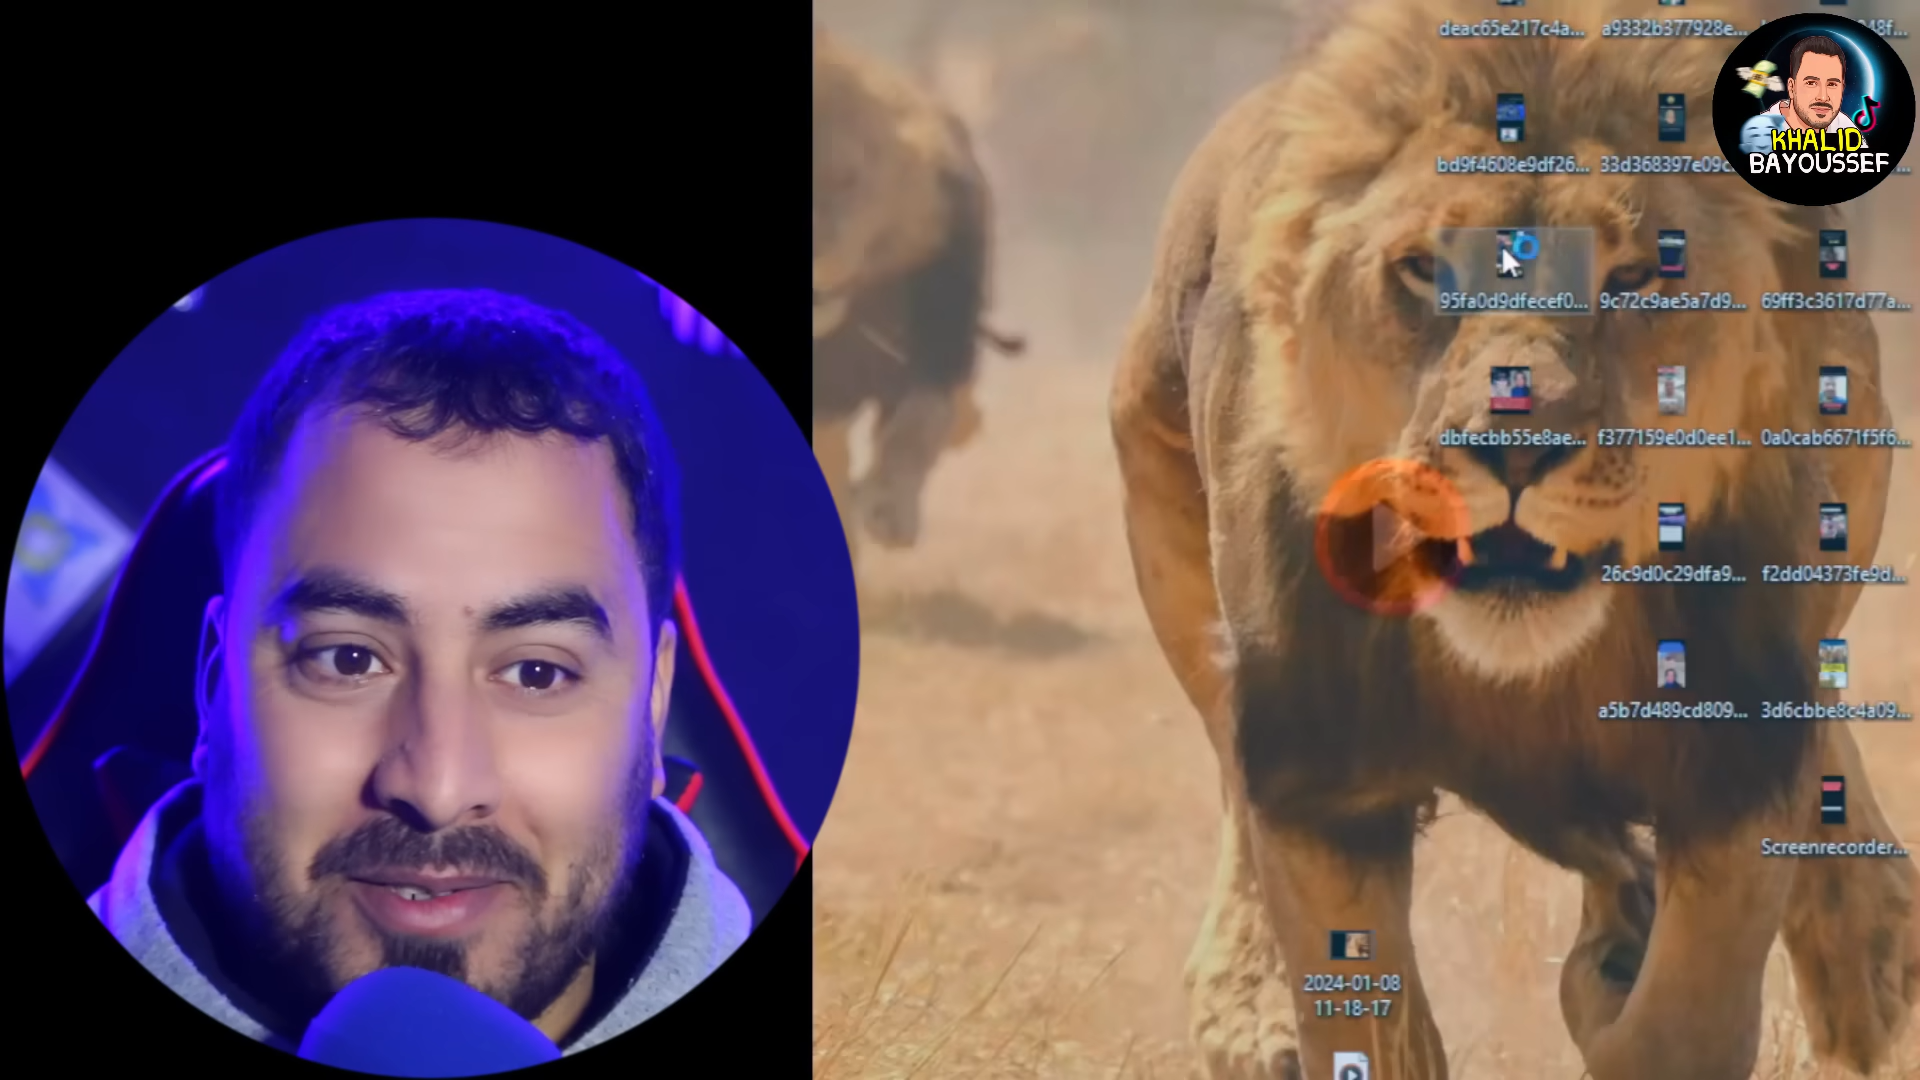 deac65e217c4a...
a9332b377928e...
bd9f4608e9df26...
33d368397e09c
KHALID
BAYOUSSEF
95fa0d9dfecef0...
9c72c9ae5a7d9...
69ff3c3617d77a...
dbfecbb55e8ae...
f377159e0d0ee1...
0a0cab6671f5f6...
26c9d0c29dfa9...
f2dd04373fe9d...
a5b7d489cd809...
3d6cbbe8c4a09...
Screenrecorder...
2024-01-08
11-18-17